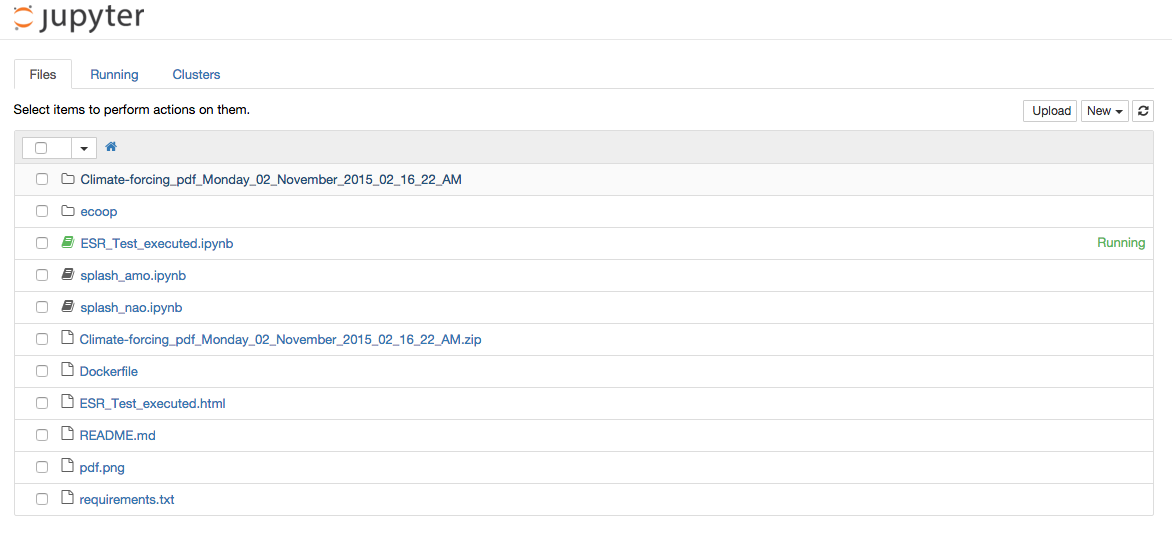 jupyter
Files Running Clusters
Select items to perform actions on them.
Upload New
Climate-forcing_pdf_Monday_02_November_2015_02_16_22_AM
ecoop
ESR_Test_executed.ipynb Running
splash_amo.ipynb
splash_nao.ipynb
Climate-forcing_pdf_Monday_02_November_2015_02_16_22_AM.zip
Dockerfile
ESR_Test_executed.html
README.md
pdf.png
requirements.txt